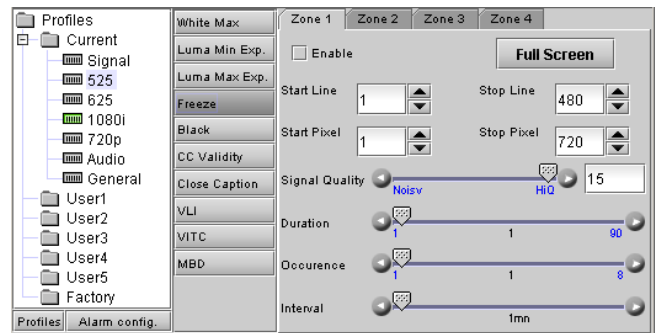 Profiles
Current
Signal
525
625
1080i
720p
Audio
General
User1
User2
User3
User4
User5
Factory
Profiles Alarm config.
White Max
Luma Min Exp.
Luma Max Exp.
Freeze
Black
CC Validity
Close Caption
VLI
VITC
MBD
Zone 1 Zone 2 Zone 3 Zone 4
Enable Full Screen
Start Line 1 Stop Line 480
Start Pixel 1 Stop Pixel 720
Signal Quality Noisy HiQ 15
Duration 1 1 90
Occurence 1 1 8
Interval 1mn